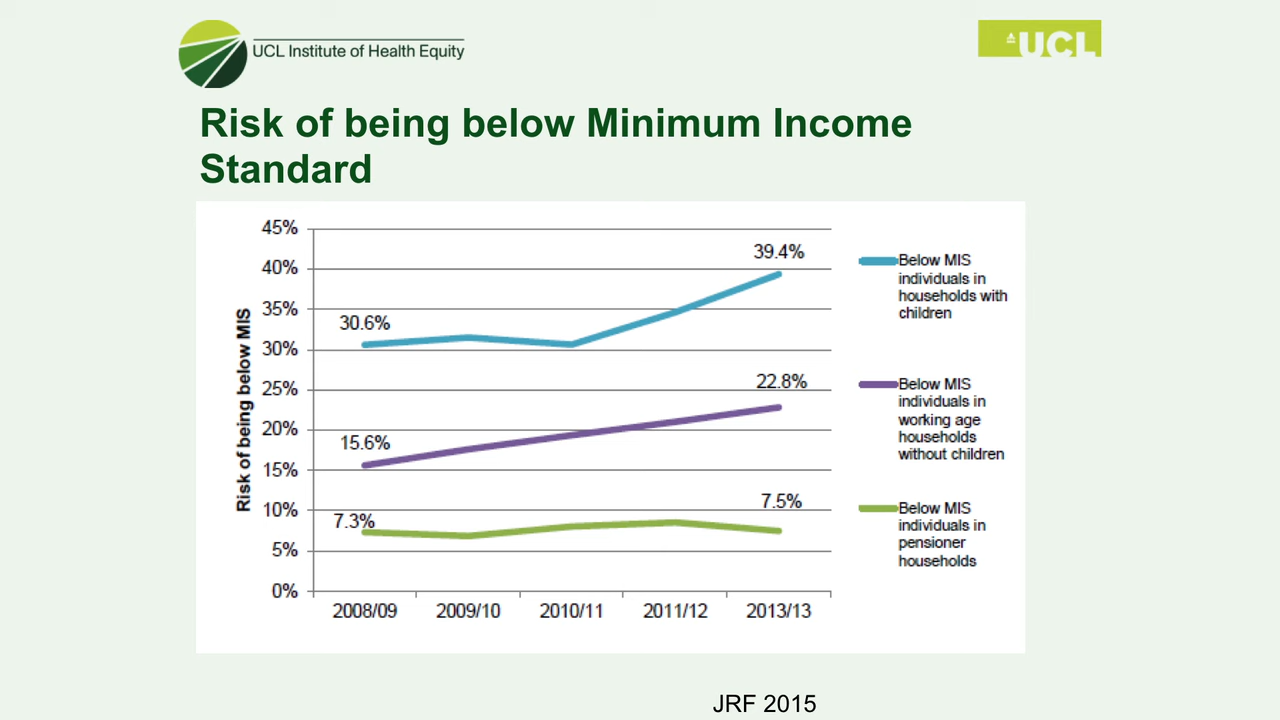 UCL Institute of Health Equity
UCL
Risk of being below Minimum Income
Standard
Risk of being below MIS
45%
40%
35%
30%
25%
20%
15%
10%
5%
0%
30.6%
39.4%
15.6%
22.8%
7.3%
7.5%
2008/09 2009/10 2010/11 2011/12 2013/13
Below MIS
individuals in
households with
children
Below MIS
individuals in
working age
households
without children
Below MIS
individuals in
pensioner
households
JRF 2015